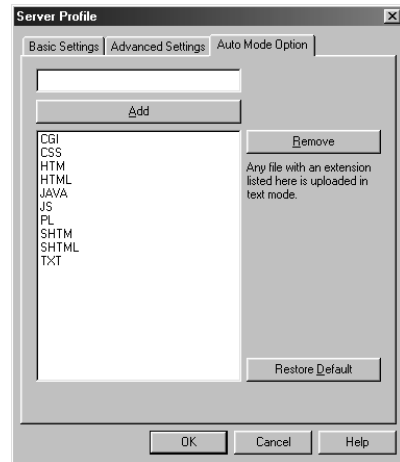 Server Profile
Basic Settings
Advanced Settings
Auto Mode Option
Add
CGI
CSS
HTM
HTML
JAVA
JS
PL
SHTM
SHTML
TXT
Remove
Any file with an extension
listed here is uploaded in
text mode.
Restore Default
OK
Cancel
Help